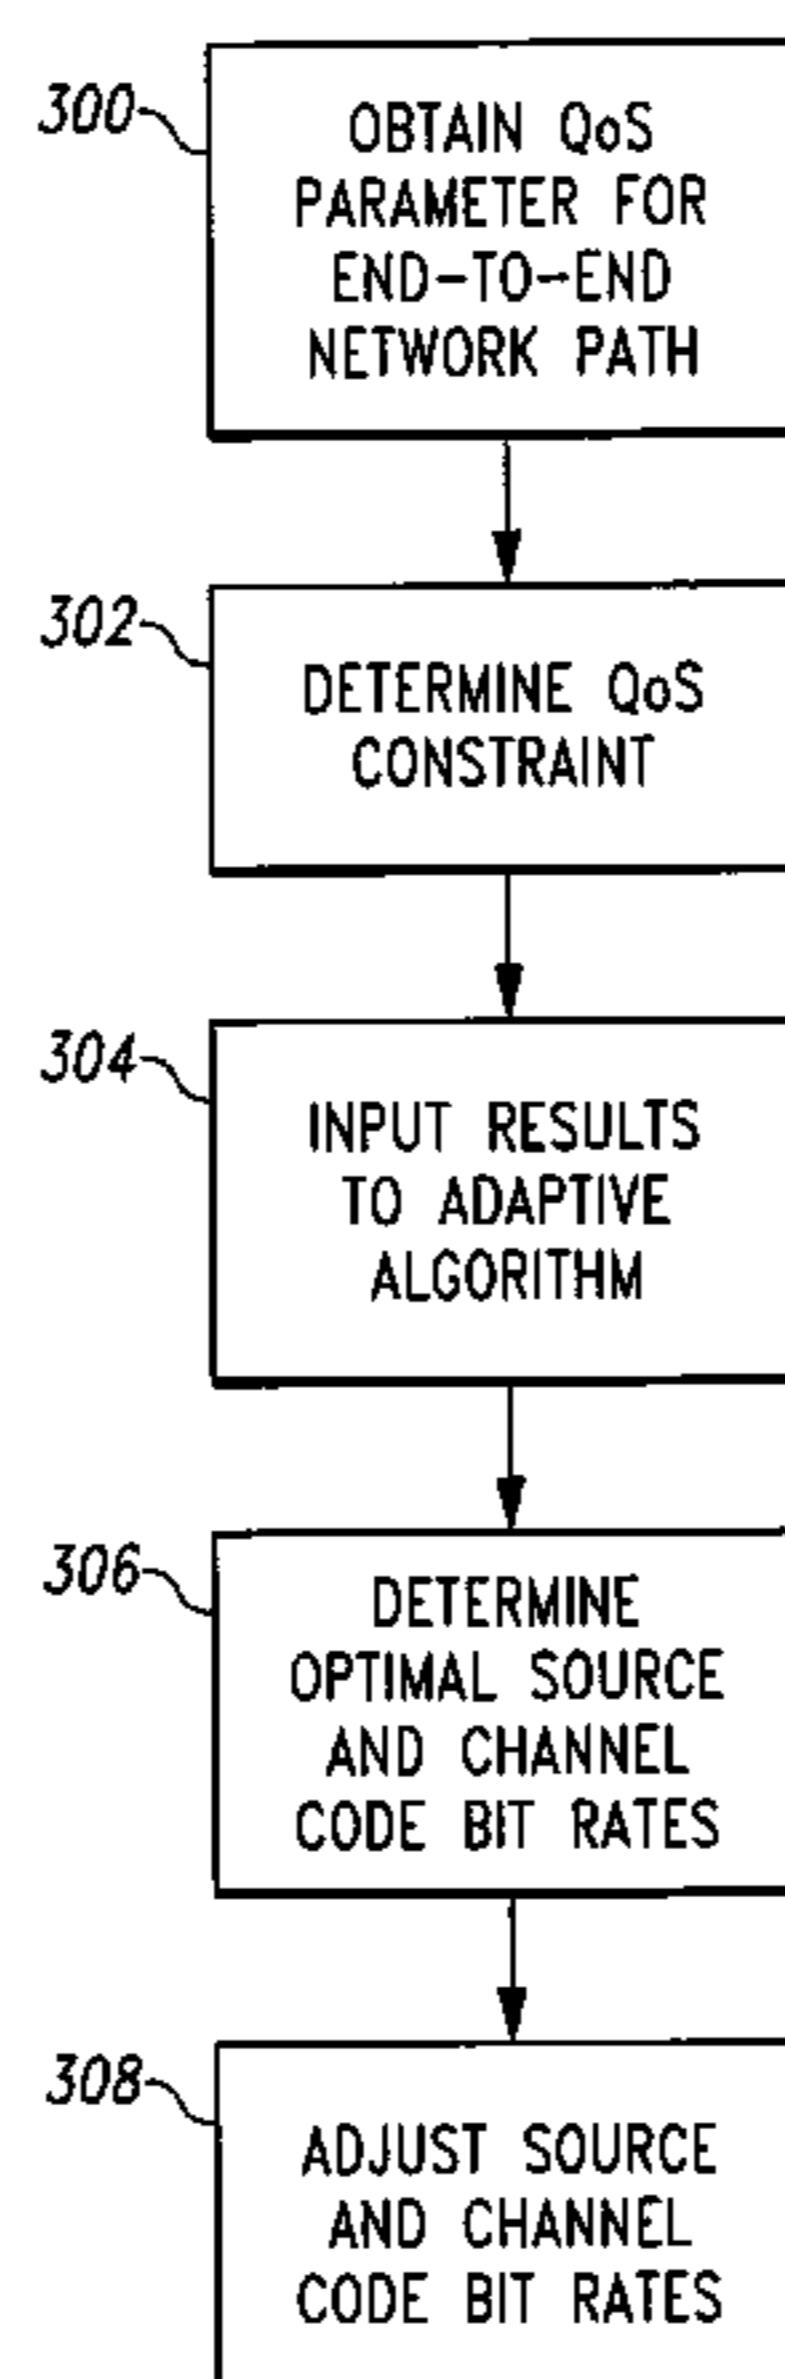 300
OBTAIN QoS
PARAMETER FOR
END-TO-END
NETWORK PATH
302
DETERMINE QoS
CONSTRAINT
304
INPUT RESULTS
TO ADAPTIVE
ALGORITHM
306
DETERMINE
OPTIMAL SOURCE
AND CHANNEL
CODE BIT RATES
308
ADJUST SOURCE
AND CHANNEL
CODE BIT RATES